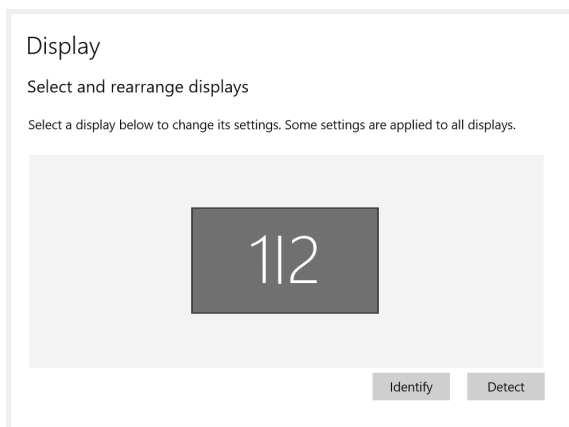 Display
Select and rearrange displays
Select a display below to change its settings. Some settings are applied to all displays.
1|2
Identify
Detect